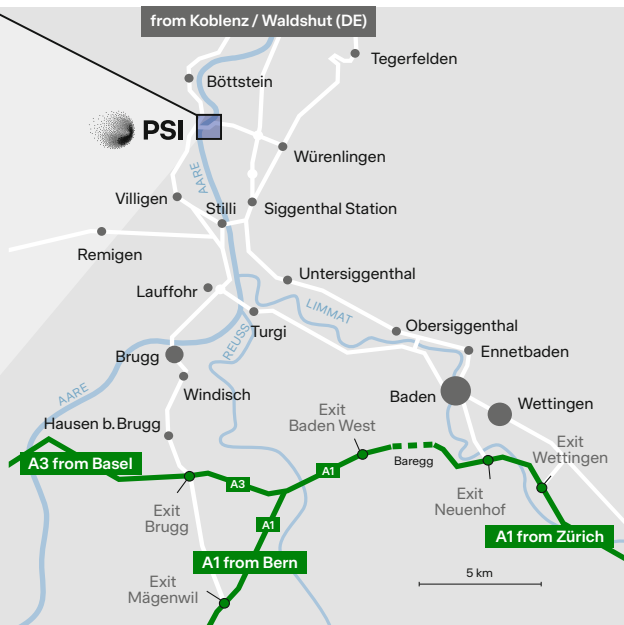 from Koblenz / Waldshut (DE)
Tegerfelden
Böttstein
PSI
Würenlingen
AARE
Villigen
Stilli
Siggenthal Station
Remigen
Untersiggenthal
Lauffohr
LIMMAT
Turgi
Obersiggenthal
REUSS
Ennetbaden
Brugg
AARE
Windisch
Baden
Wettingen
Exit
Baden West
Hausen b. Brugg
Exit
Wettingen
A3 from Basel
Baregg
A1
A3
Exit
Neuenhof
Exit
Brugg
A1
A1 from Zürich
A1 from Bern
5 km
Exit
Mägenwil